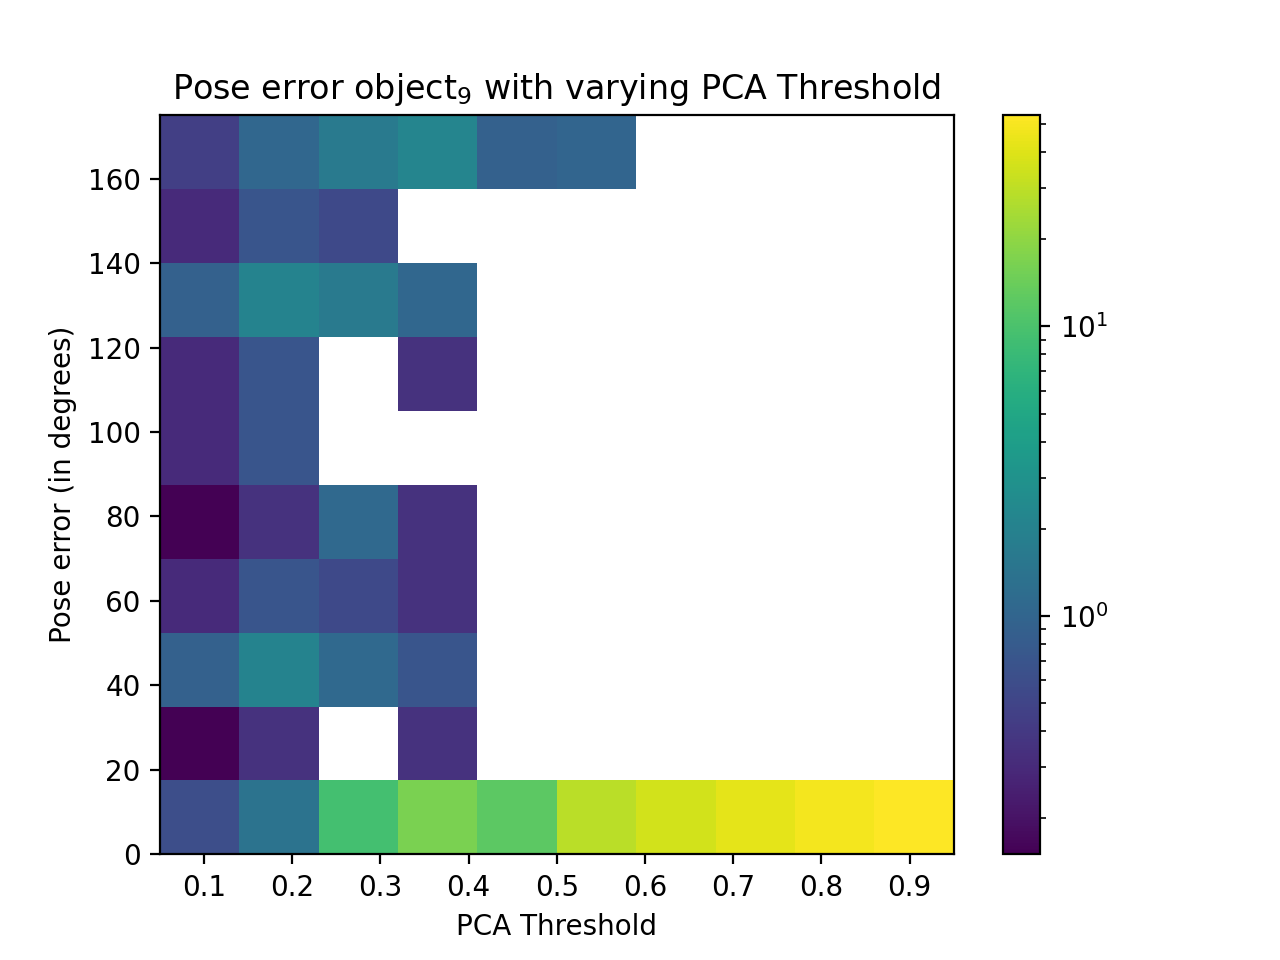 Pose error object₉ with varying PCA Threshold
160
140
120
100
80
60
40
20
0
Pose error (in degrees)
0.1 0.2 0.3 0.4 0.5 0.6 0.7 0.8 0.9
PCA Threshold
10¹
10⁰